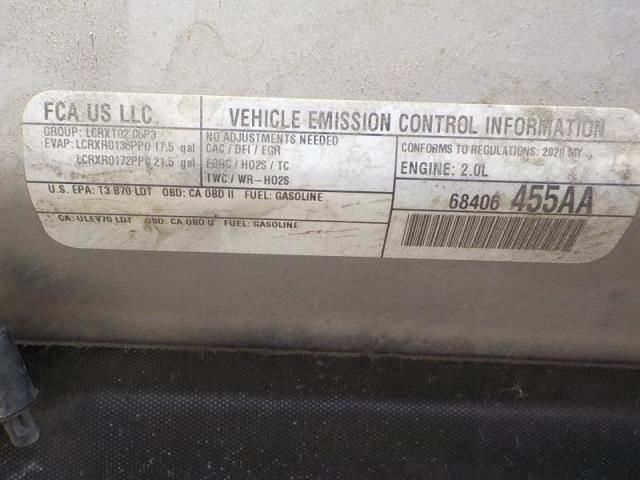 FCA US LLC.
GROUP: LCRXT02.05P3
EVAP: LCRXR0136PP0 17.5 gal
LCRXR0172PP0 21.5 gal
VEHICLE EMISSION CONTROL INFORMATION
NO ADJUSTMENTS NEEDED
CAC / DFI / EGR
EGRC / HO2S / TC
TWC / WR-HO2S
CONFORMS TO REGULATIONS: 2020 MY
ENGINE: 2.0L
U.S. EPA: T3 B70 LDT OBD: CA OBD II FUEL: GASOLINE
CA: ULEV70 LDT OBD: CA OBD II FUEL: GASOLINE
68406 455AA